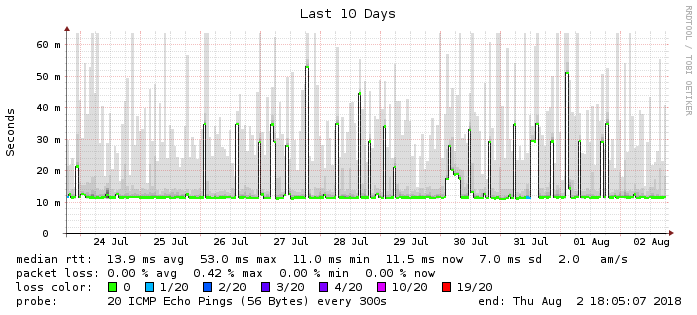 Last 10 Days
RRDTOOL / TOBI OETIKER
Seconds
60 m
50 m
40 m
30 m
20 m
10 m
0
24 Jul 25 Jul 26 Jul 27 Jul 28 Jul 29 Jul 30 Jul 31 Jul 01 Aug 02 Aug
median rtt: 13.9 ms avg 53.0 ms max 11.0 ms min 11.5 ms now 7.0 ms sd 2.0 am/s
packet loss: 0.00 % avg 0.42 % max 0.00 % min 0.00 % now
loss color: 0 1/20 2/20 3/20 4/20 10/20 19/20
probe: 20 ICMP Echo Pings (56 Bytes) every 300s end: Thu Aug 2 18:05:07 2018